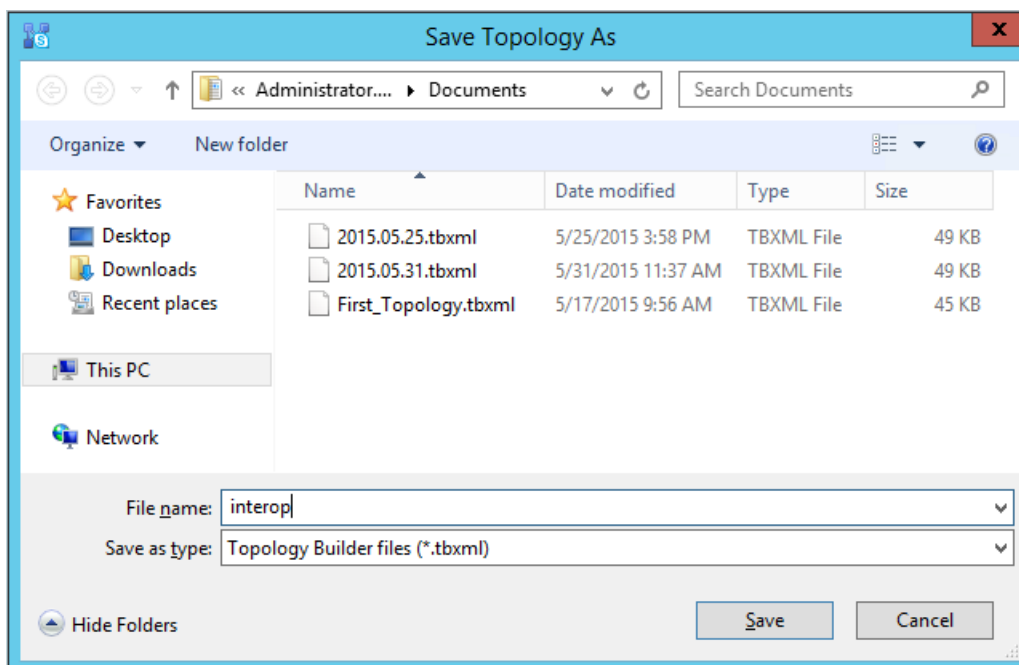 Save Topology As
x
« Administrator.... Documents
Search Documents
Organize New folder
Name Date modified Type Size
Favorites
Desktop
Downloads
Recent places
This PC
Network
2015.05.25.tbxml 5/25/2015 3:58 PM TBXML File 49 KB
2015.05.31.tbxml 5/31/2015 11:37 AM TBXML File 49 KB
First_Topology.tbxml 5/17/2015 9:56 AM TBXML File 45 KB
File name: interop
Save as type: Topology Builder files (*.tbxml)
Hide Folders
Save Cancel